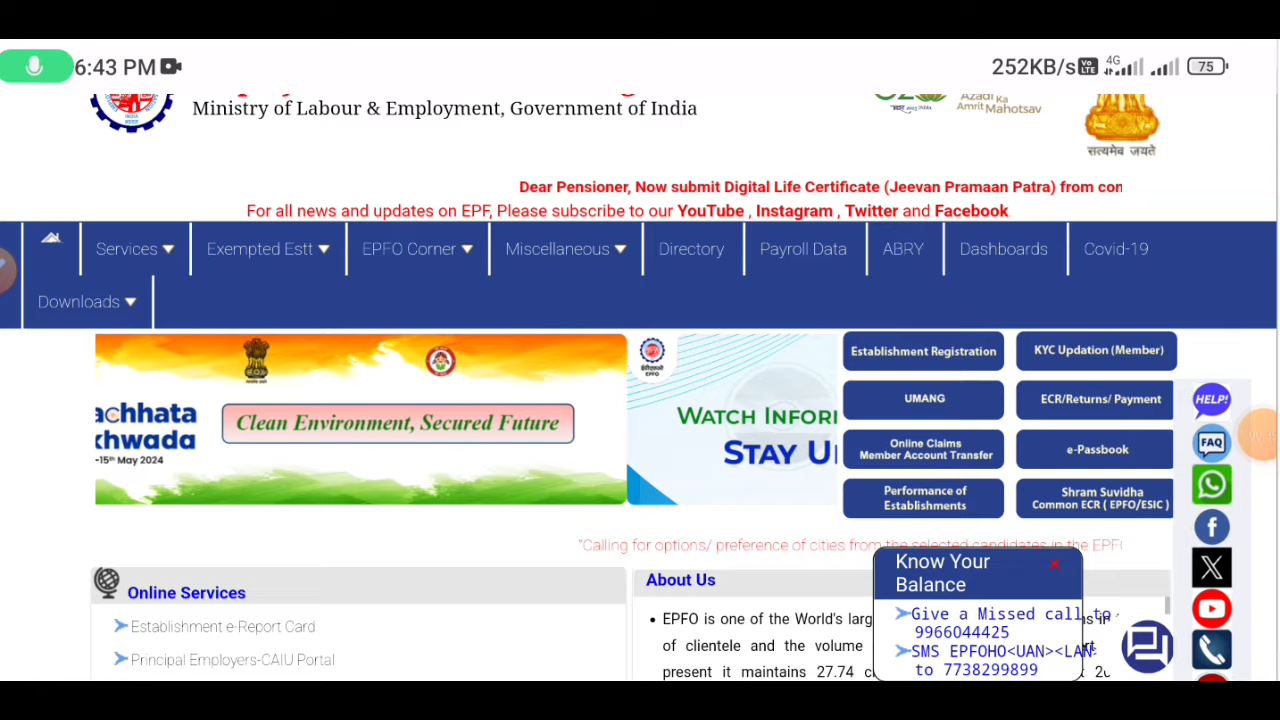 6:43 PM
252KB/s Vo LTE 4G 75
Ministry of Labour & Employment, Government of India
Azadi Ka
Amrit Mahotsav
सत्यमेव जयते
Dear Pensioner, Now submit Digital Life Certificate (Jeevan Pramaan Patra) from con
For all news and updates on EPF, Please subscribe to our YouTube , Instagram , Twitter and Facebook
Services
Exempted Estt
EPFO Corner
Miscellaneous
Directory
Payroll Data
ABRY
Dashboards
Covid-19
Downloads
achhata
khwada
-15th May 2024
Clean Environment, Secured Future
WATCH INFORI
STAY U
Establishment Registration
KYC Updation (Member)
UMANG
ECR/Returns/ Payment
Online Claims
Member Account Transfer
e-Passbook
Performance of
Establishments
Shram Suvidha
Common ECR ( EPFO/ESIC )
HELP!
FAQ
"Calling for options/ preference of cities from the selected candidates in the EPF
Online Services
Establishment e-Report Card
Principal Employers-CAIU Portal
About Us
EPFO is one of the World's larg
of clientele and the volume
present it maintains 27.74 c
Know Your
Balance
Give a Missed call to
9966044425
SMS EPFOHO<UAN><LAN>
to 7738299899